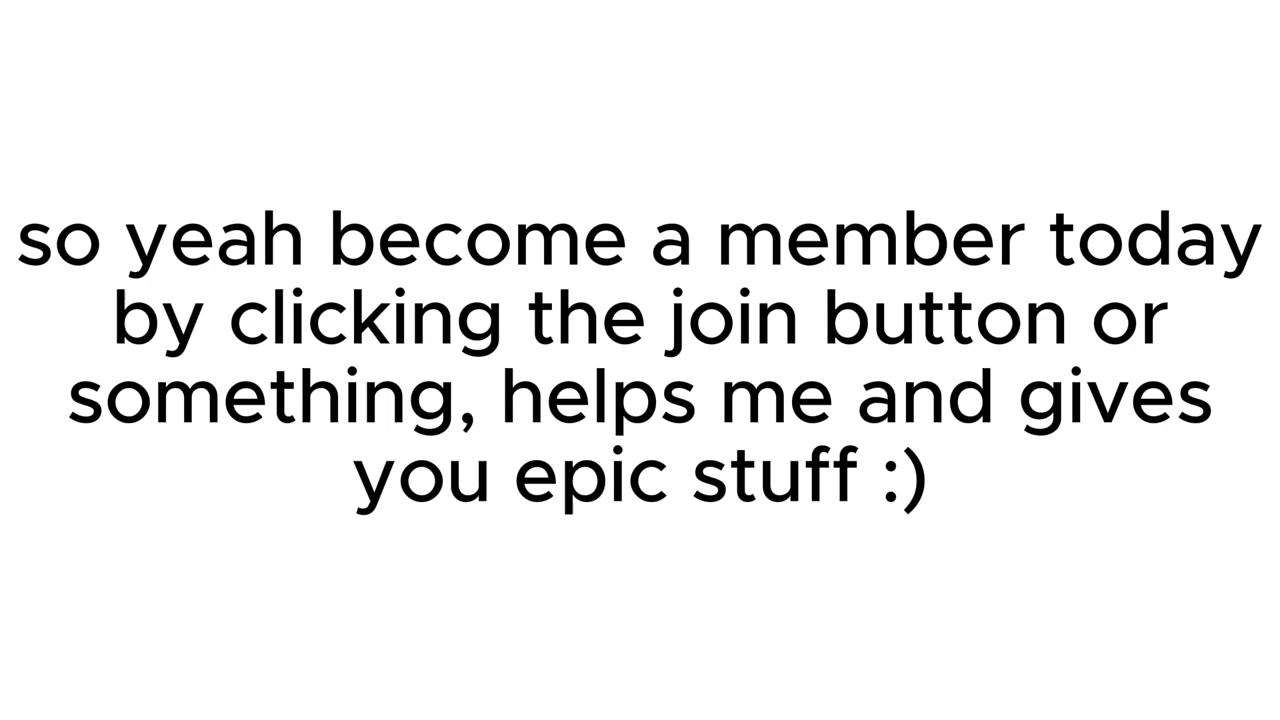 so yeah become a member today
by clicking the join button or
something, helps me and gives
you epic stuff :)